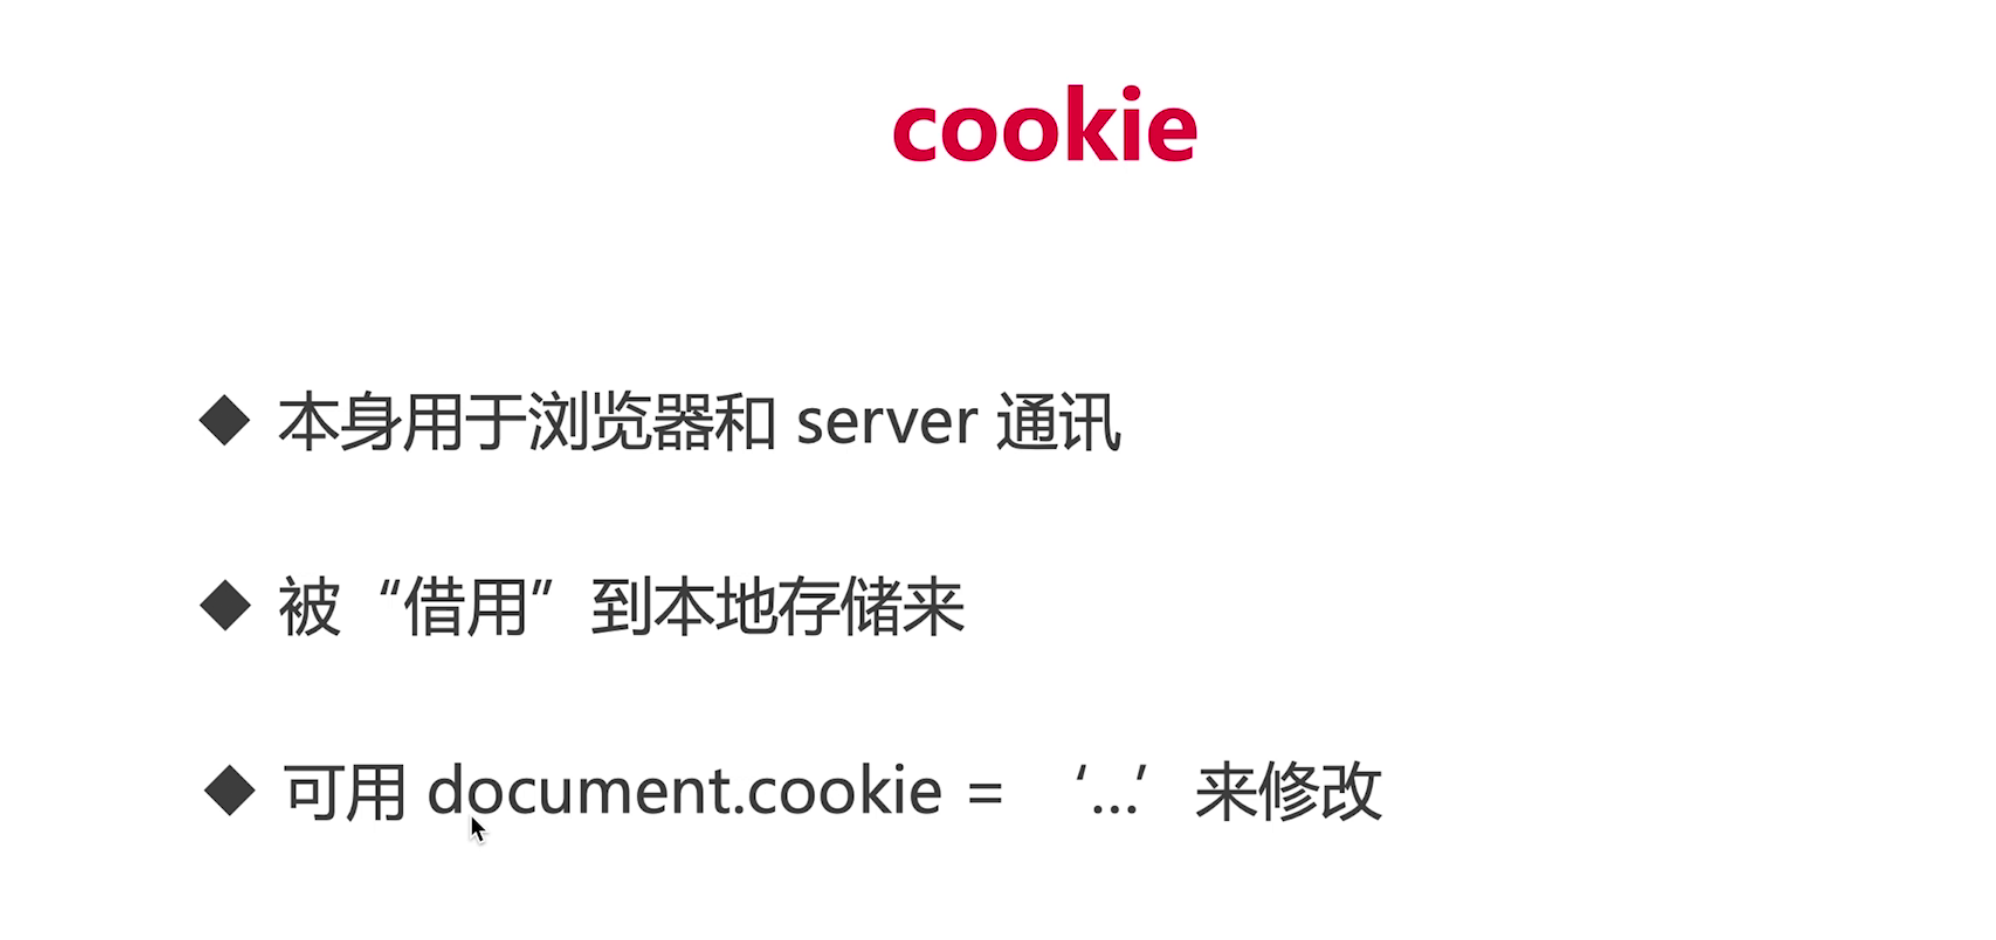 cookie
◆ 本身用于浏览器和 server 通讯
◆ 被“借用”到本地存储来
◆ 可用 document.cookie = ‘...’来修改